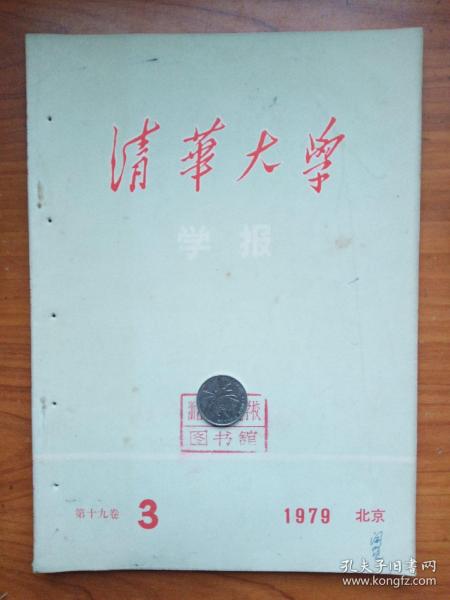 清華大學
学报
图书馆
第十九卷 3 1979 北京
孔夫子旧书网
www.kongfz.com